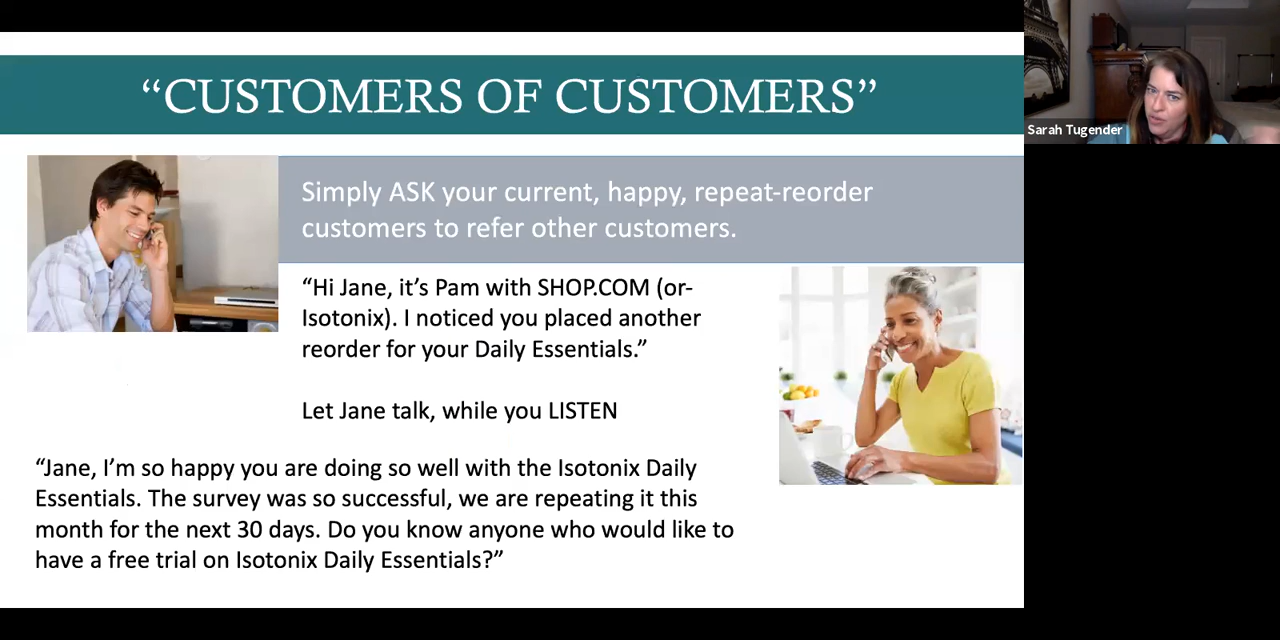 “CUSTOMERS OF CUSTOMERS”
Sarah Tugender
Simply ASK your current, happy, repeat-reorder
customers to refer other customers.
“Hi Jane, it’s Pam with SHOP.COM (or-
Isotonix). I noticed you placed another
reorder for your Daily Essentials.”
Let Jane talk, while you LISTEN
“Jane, I’m so happy you are doing so well with the Isotonix Daily
Essentials. The survey was so successful, we are repeating it this
month for the next 30 days. Do you know anyone who would like to
have a free trial on Isotonix Daily Essentials?”